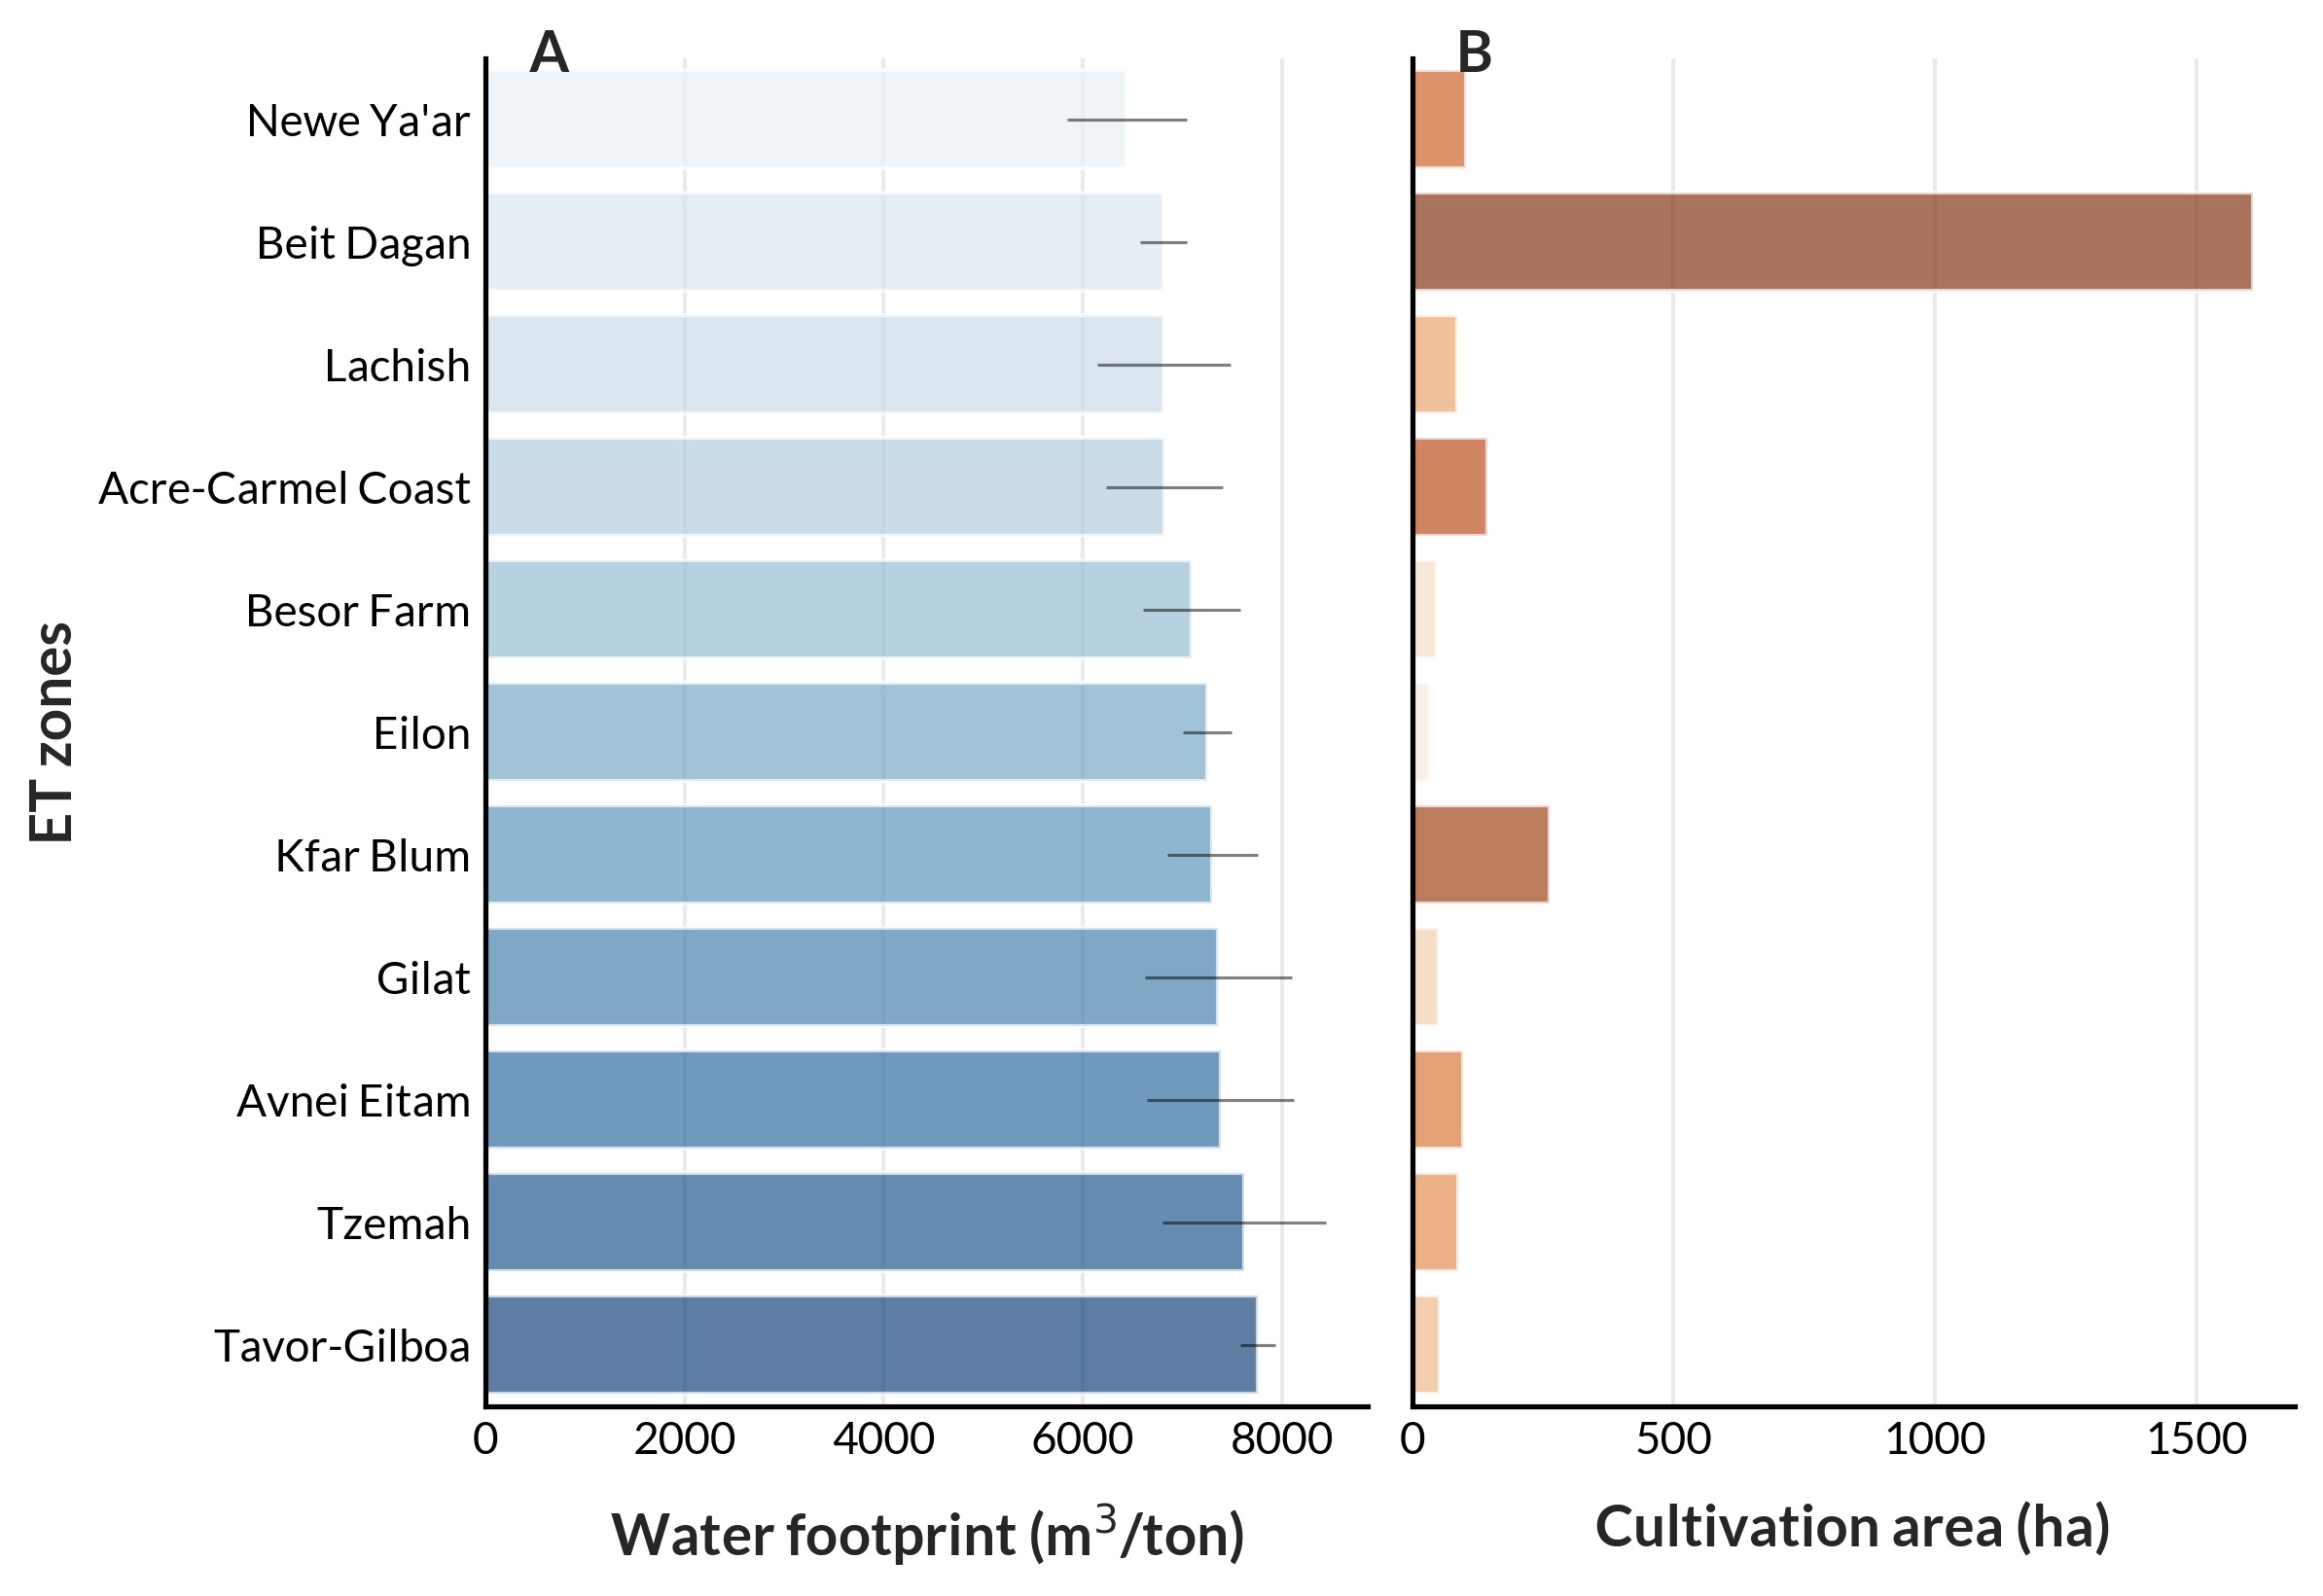 A
B
Newe Ya'ar
Beit Dagan
Lachish
Acre-Carmel Coast
Besor Farm
Eilon
Kfar Blum
Gilat
Avnei Eitam
Tzemah
Tavor-Gilboa
ET zones
0 2000 4000 6000 8000
0 500 1000 1500
Water footprint (m³/ton)
Cultivation area (ha)